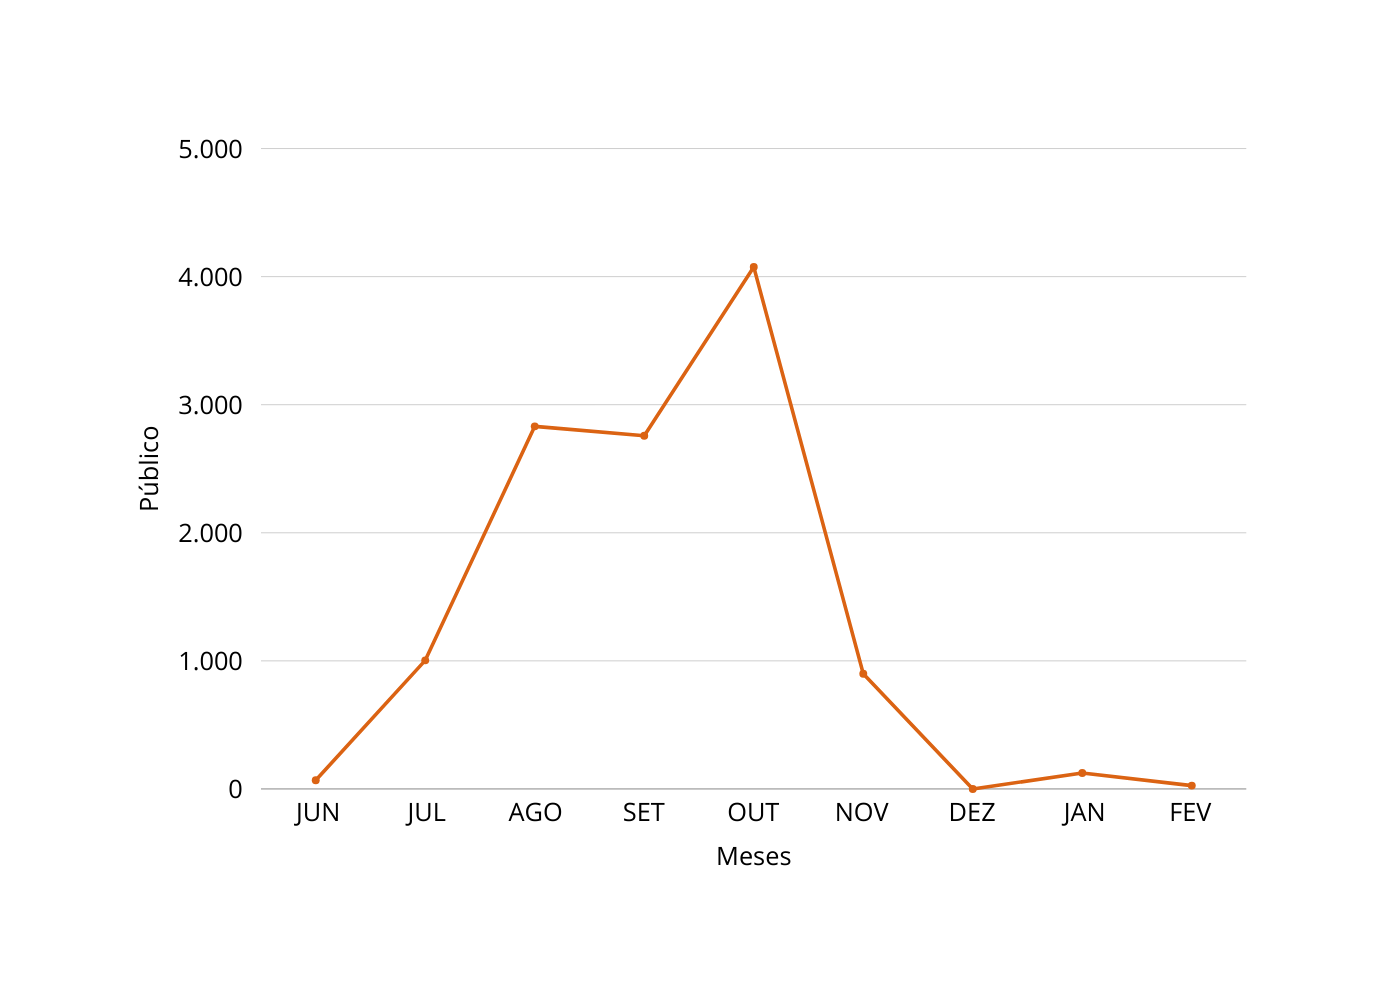 5.000
4.000
3.000
2.000
1.000
0
Público
JUN JUL AGO SET OUT NOV DEZ JAN FEV
Meses